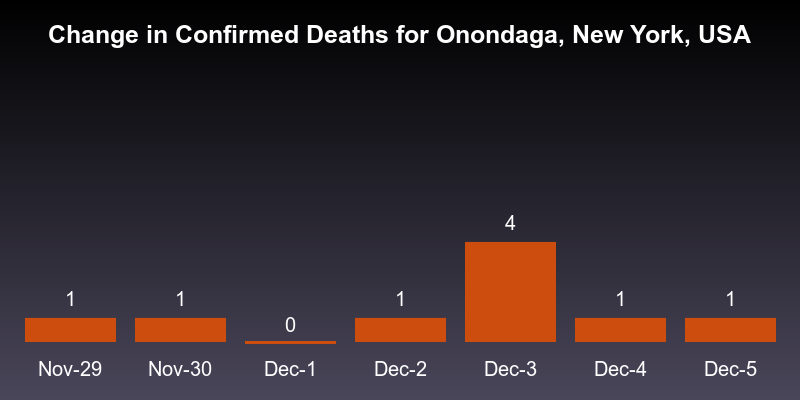 Change in Confirmed Deaths for Onondaga, New York, USA
4
1 1 0 1 1 1
Nov-29 Nov-30 Dec-1 Dec-2 Dec-3 Dec-4 Dec-5